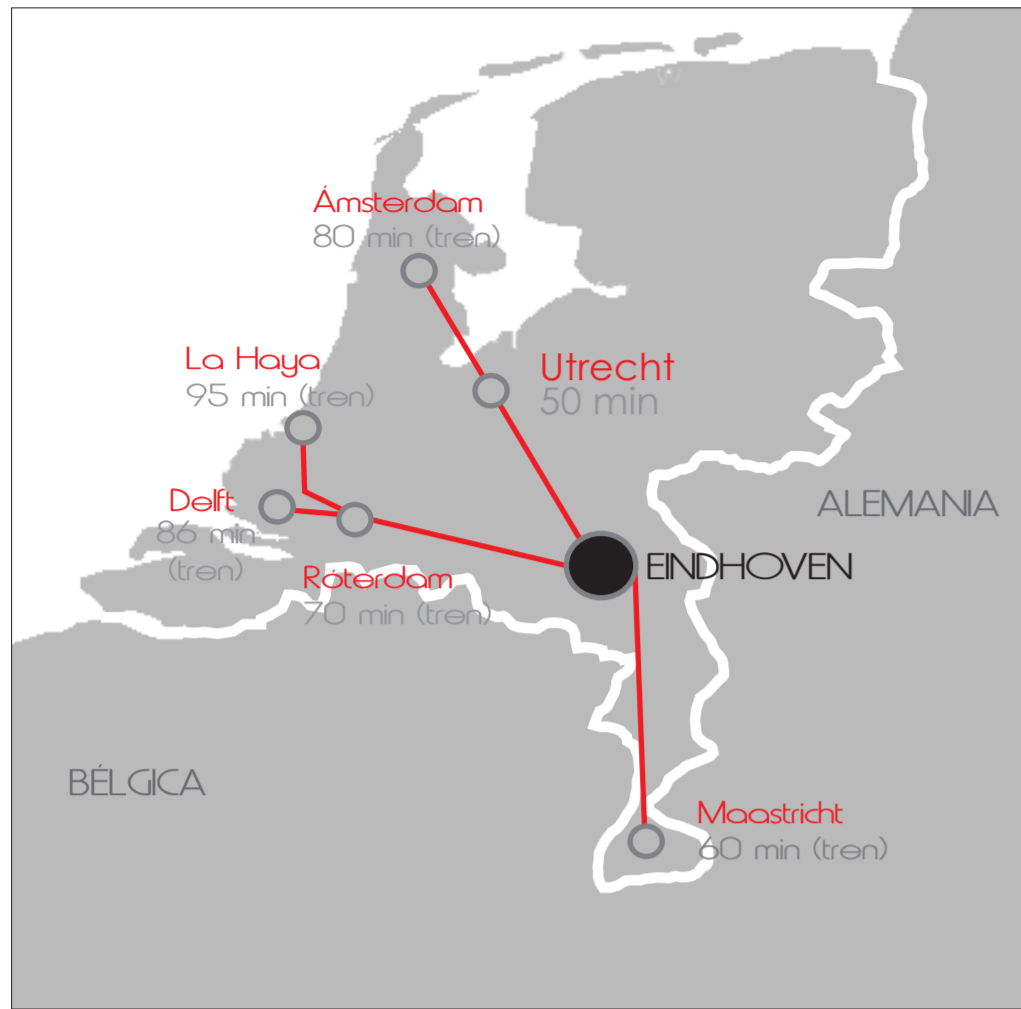 Ámsterdam
80 min (tren)
La Haya
95 min (tren)
Utrecht
50 min
Delft
86 min
(tren)
ALEMANIA
EINDHOVEN
Róterdam
70 min (tren)
BÉLGICA
Maastricht
60 min (tren)